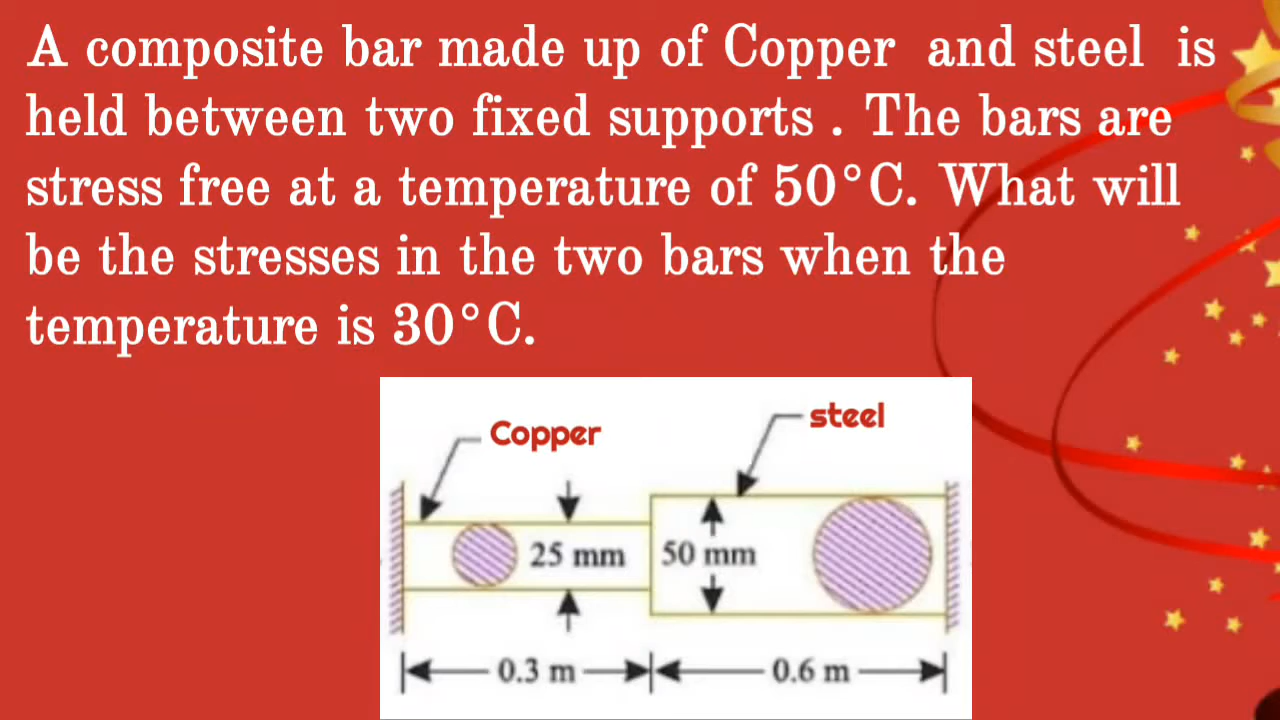 A composite bar made up of Copper and steel is
held between two fixed supports . The bars are
stress free at a temperature of 50°C. What will
be the stresses in the two bars when the
temperature is 30°C.
Copper
steel
25 mm
50 mm
0.3 m
0.6 m